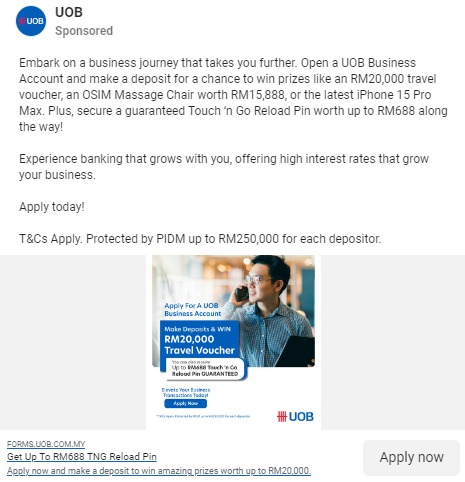 UOB
UOB
Sponsored
Embark on a business journey that takes you further. Open a UOB Business
Account and make a deposit for a chance to win prizes like an RM20,000 travel
voucher, an OSIM Massage Chair worth RM15,888, or the latest iPhone 15 Pro
Max. Plus, secure a guaranteed Touch 'n Go Reload Pin worth up to RM688 along
the way!
Experience banking that grows with you, offering high interest rates that grow
your business.
Apply today!
T&Cs Apply. Protected by PIDM up to RM250,000 for each depositor.
Apply For A UOB
Business Account
Make Deposits & WIN
RM20,000
Travel Voucher
You can also receive
Up to RM688 Touch 'n Go
Reload Pin GUARANTEED
Elevate Your Business
Transactions Today!
Apply Now
UOB
FORMS.UOB.COM.MY
Get Up To RM688 TNG Reload Pin
Apply now and make a deposit to win amazing prizes worth up to RM20,000.
Apply now